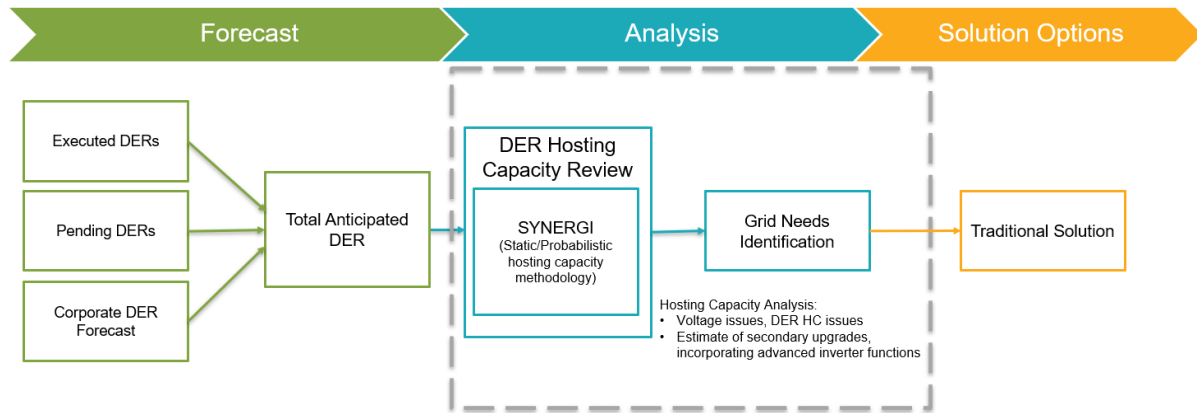 Forecast
Analysis
Solution Options
Executed DERs
Pending DERs
Corporate DER
Forecast
Total Anticipated
DER
DER Hosting
Capacity Review
SYNERGI
(Static/Probabilistic
hosting capacity
methodology)
Grid Needs
Identification
Hosting Capacity Analysis:
• Voltage issues, DER HC issues
• Estimate of secondary upgrades,
incorporating advanced inverter functions
Traditional Solution